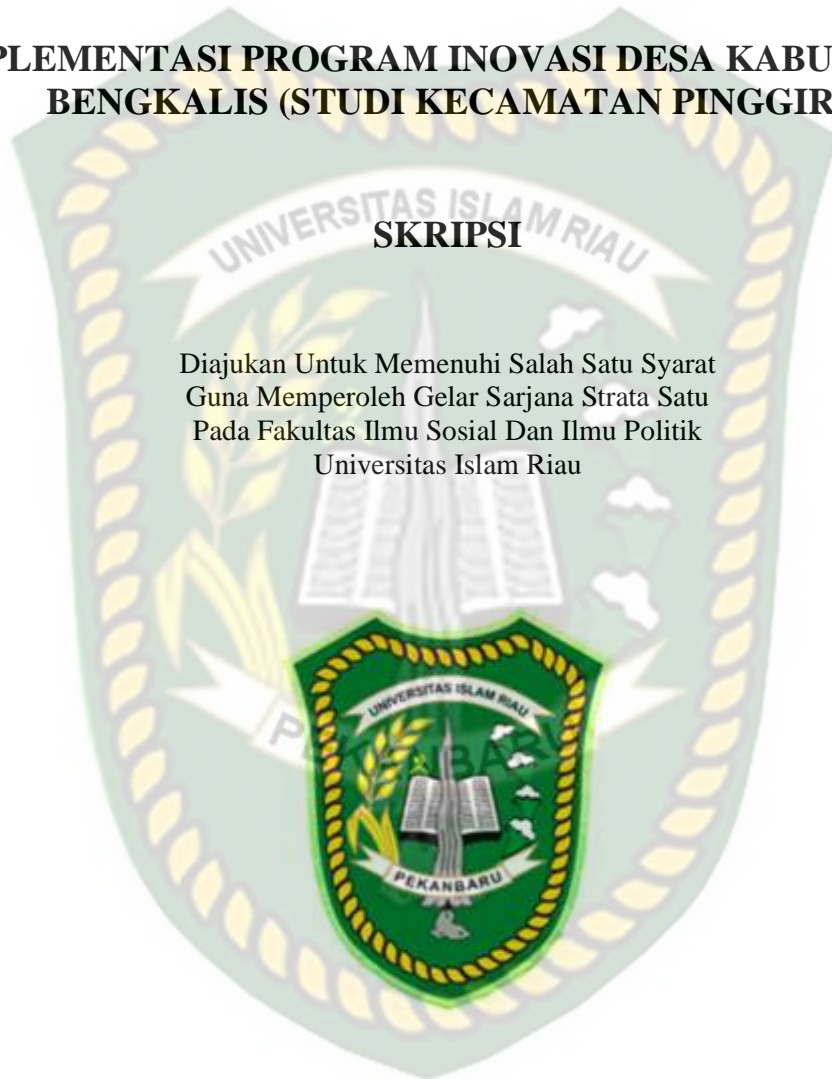 PLEMENTASI PROGRAM INOVASI DESA KABU
BENGKALIS (STUDI KECAMATAN PINGGIR
UNIVERSITAS ISLAM RIAU
SKRIPSI
Diajukan Untuk Memenuhi Salah Satu Syarat
Guna Memperoleh Gelar Sarjana Strata Satu
Pada Fakultas Ilmu Sosial Dan Ilmu Politik
Universitas Islam Riau
UNIVERSITAS ISLAM RIAU
PEKANBARU
PEKANBARU